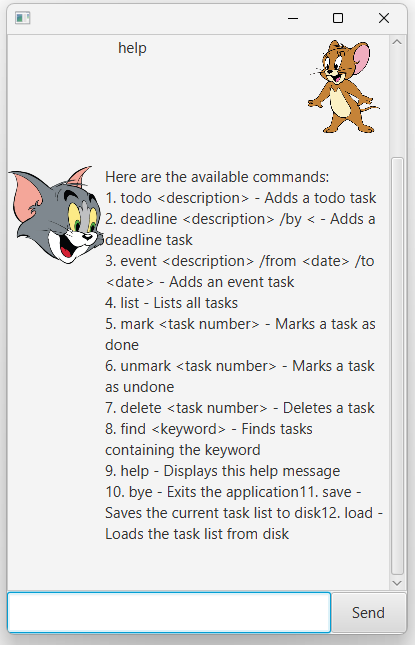 help
Here are the available commands:
1. todo <description> - Adds a todo task
2. deadline <description> /by < - Adds a
deadline task
3. event <description> /from <date> /to
<date> - Adds an event task
4. list - Lists all tasks
5. mark <task number> - Marks a task as
done
6. unmark <task number> - Marks a task
as undone
7. delete <task number> - Deletes a task
8. find <keyword> - Finds tasks
containing the keyword
9. help - Displays this help message
10. bye - Exits the application11. save -
Saves the current task list to disk12. load -
Loads the task list from disk
Send